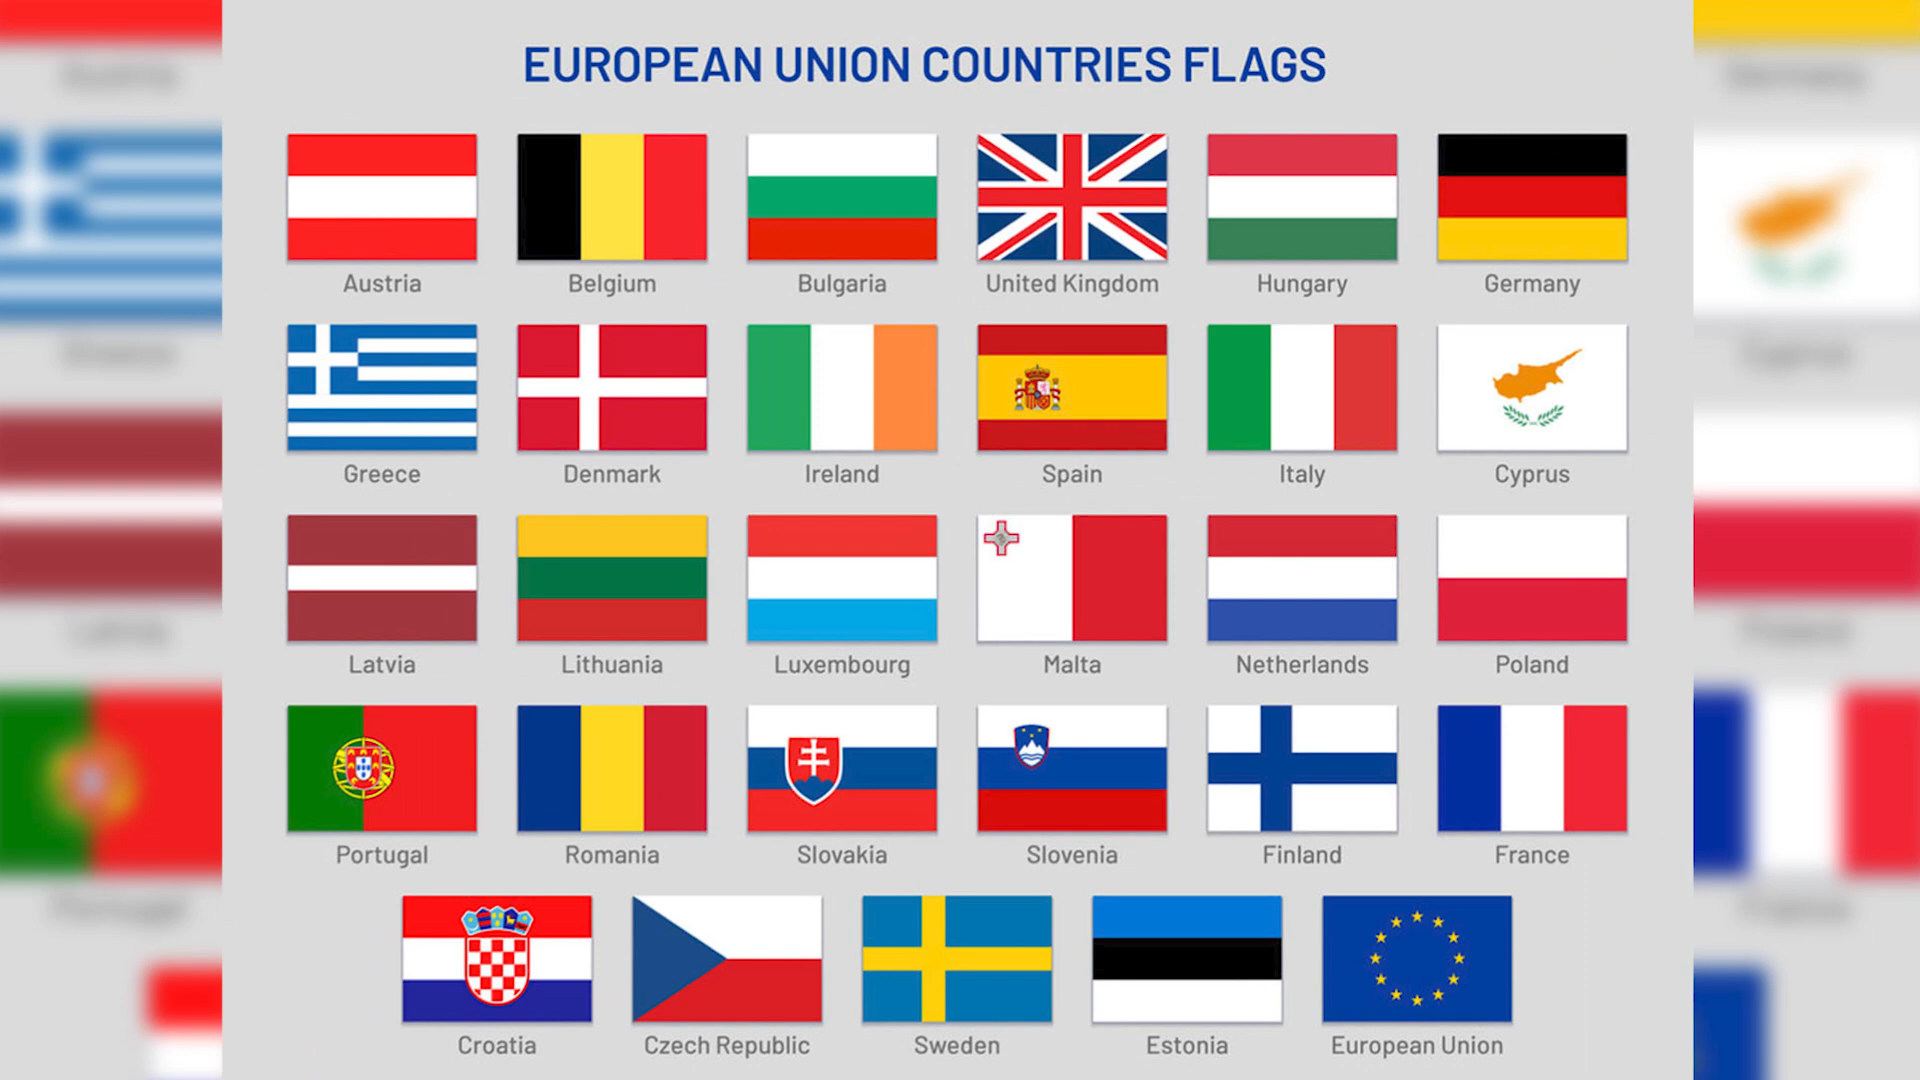 EUROPEAN UNION COUNTRIES FLAGS
Austria Belgium Bulgaria United Kingdom Hungary Germany
Greece Denmark Ireland Spain Italy Cyprus
Latvia Lithuania Luxembourg Malta Netherlands Poland
Portugal Romania Slovakia Slovenia Finland France
Croatia Czech Republic Sweden Estonia European Union